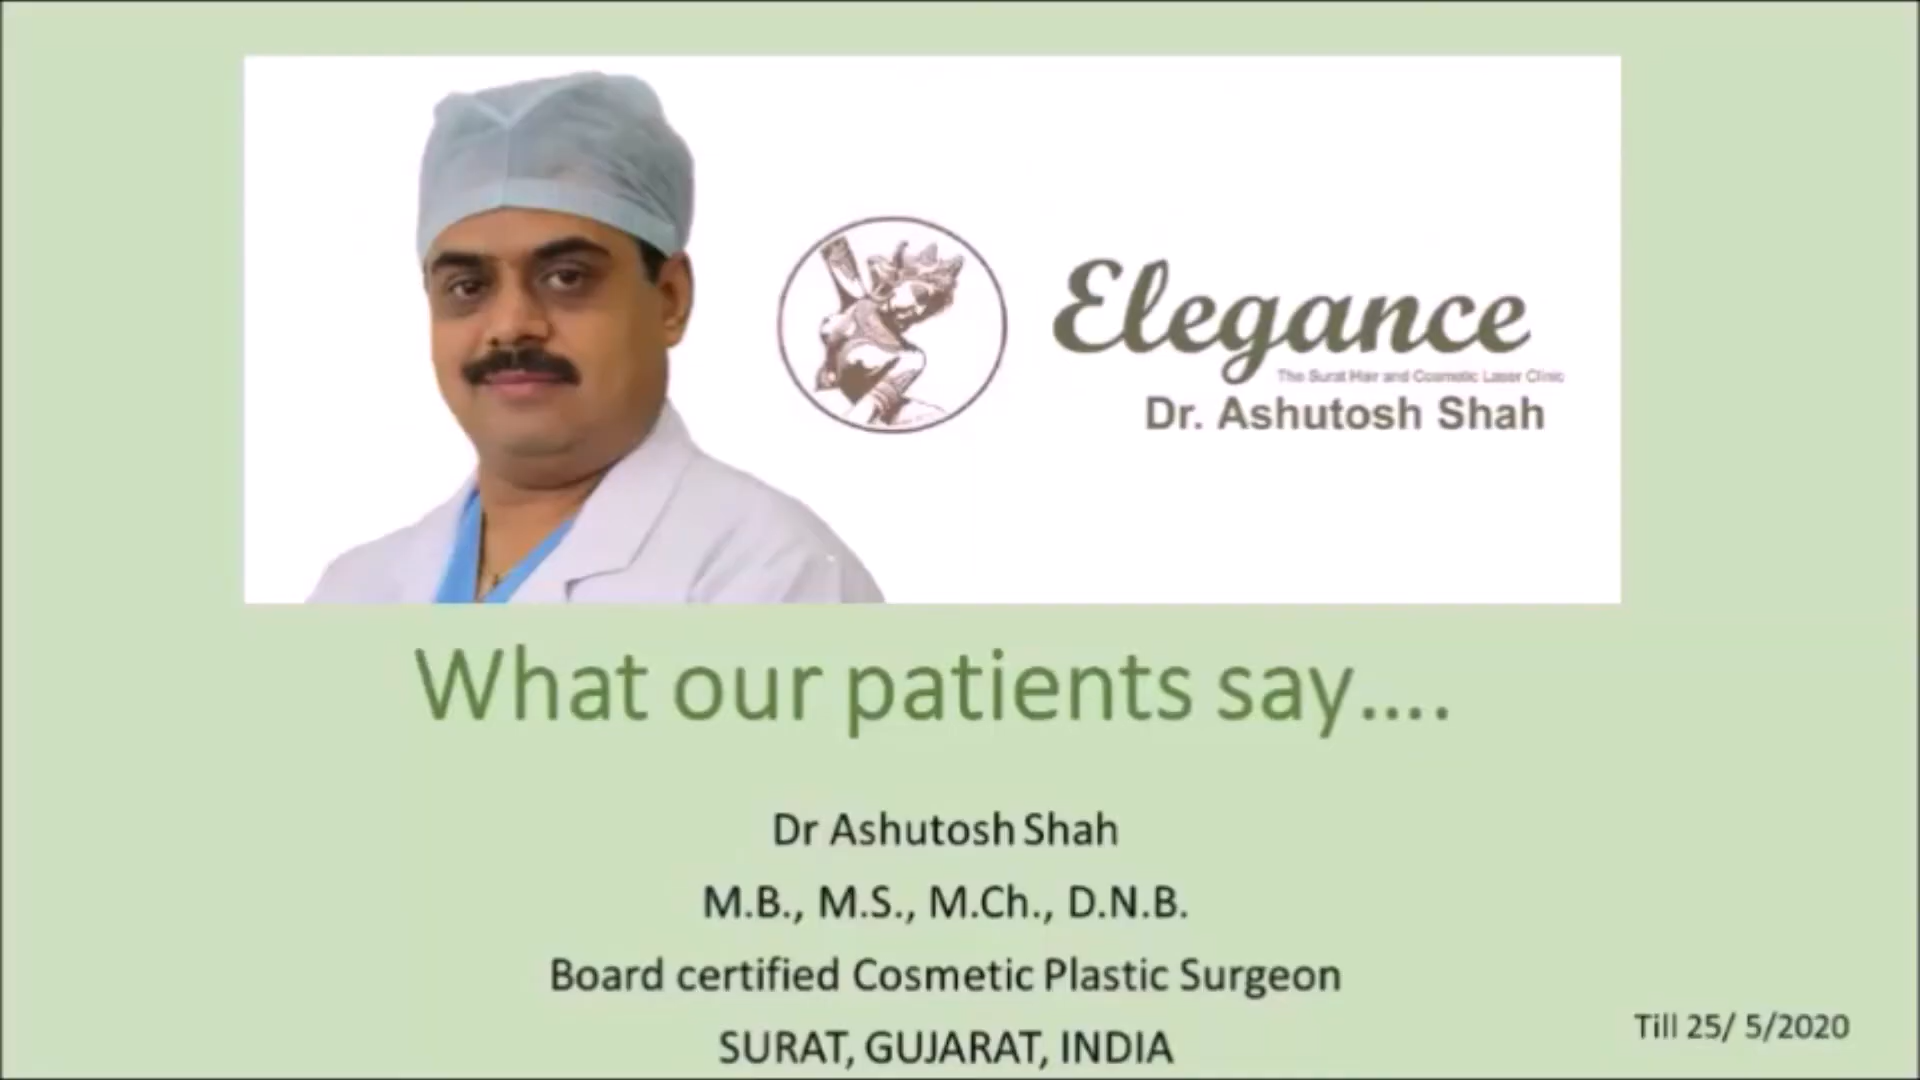 Elegance
The Surat Hair and Cosmetic Laser Clinic
Dr. Ashutosh Shah
What our patients say....
Dr Ashutosh Shah
M.B., M.S., M.Ch., D.N.B.
Board certified Cosmetic Plastic Surgeon
SURAT, GUJARAT, INDIA
Till 25/ 5/2020